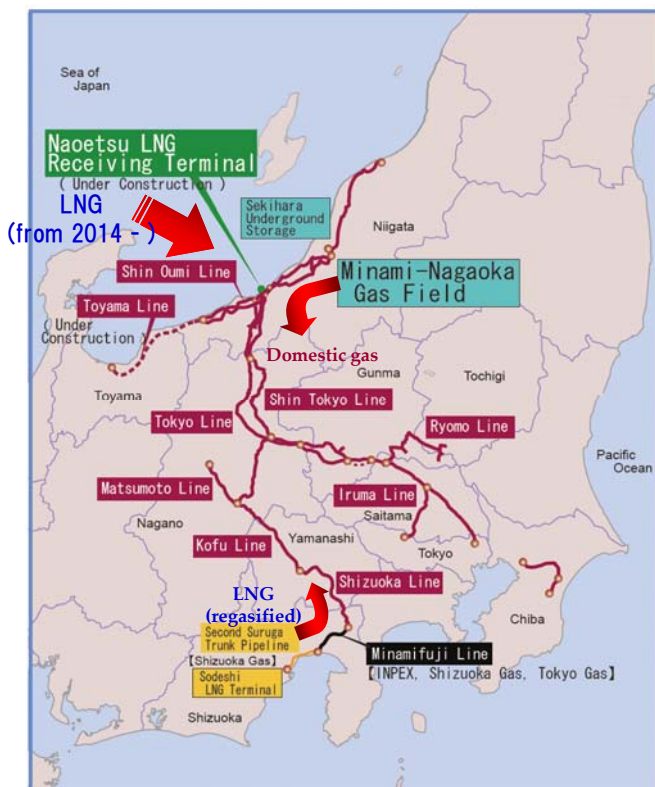 Sea of
Japan
Naoetsu LNG
Receiving Terminal
( Under Construction )
LNG
(from 2014 - )
Sekihara
Underground
Storage
Niigata
Shin Oumi Line
Minami-Nagaoka
Gas Field
Toyama Line
( Under
Construction )
Domestic gas
Toyama
Gunma
Tochigi
Shin Tokyo Line
Tokyo Line
Ryomo Line
Pacific
Ocean
Matsumoto Line
Iruma Line
Nagano
Saitama
Kofu Line
Yamanashi
Tokyo
Shizuoka Line
LNG
(regasified)
Chiba
Second Suruga
Trunk Pipeline
Minamifuji Line
【Shizuoka Gas】
【INPEX, Shizuoka Gas, Tokyo Gas】
Sodeshi
LNG Terminal
Shizuoka